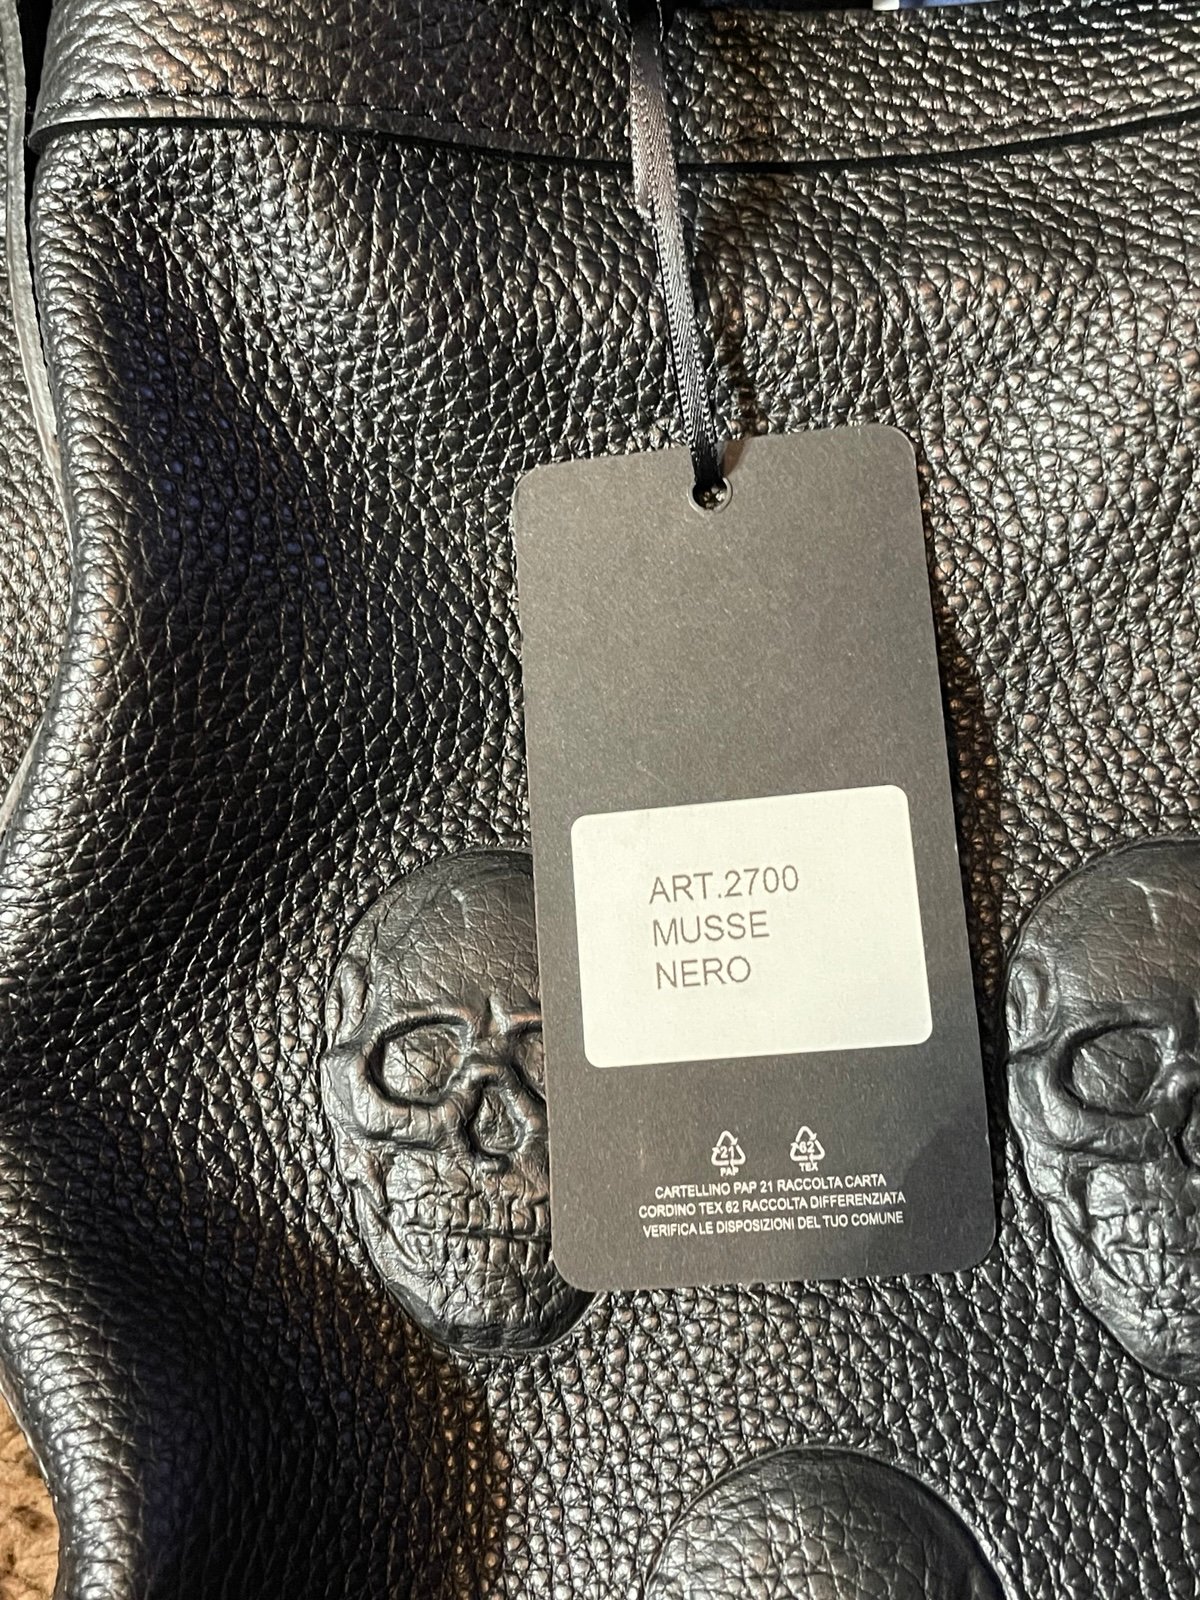 ART.2700
MUSSE
NERO
21 62
PAP TEX
CARTELLINO PAP 21 RACCOLTA CARTA
CORDINO TEX 62 RACCOLTA DIFFERENZIATA
VERIFICA LE DISPOSIZIONI DEL TUO COMUNE